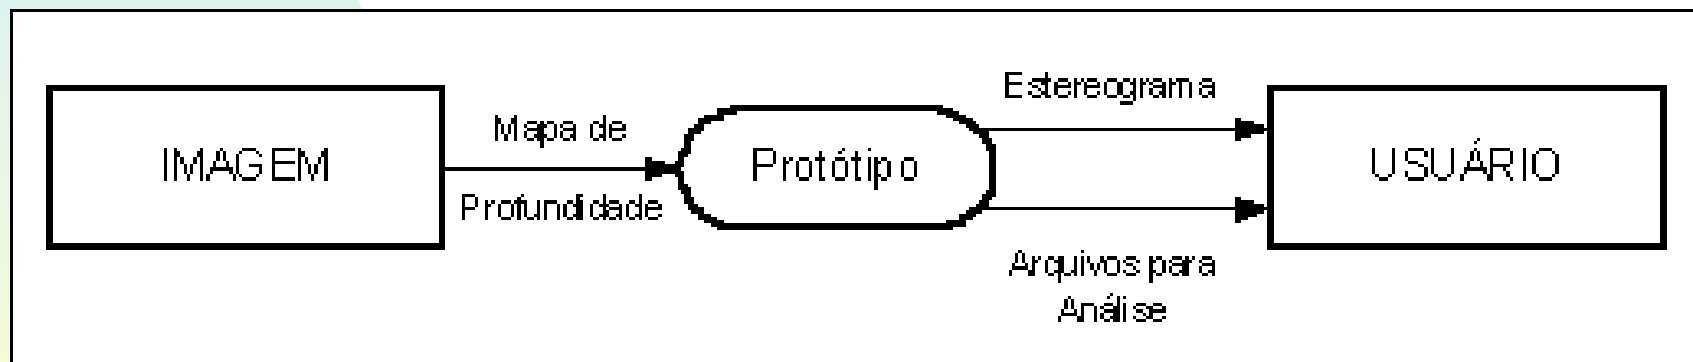 IMAGEM
Mapa de
Profundidade
Protótipo
Estereograma
Arquivos para
Análise
USUÁRIO